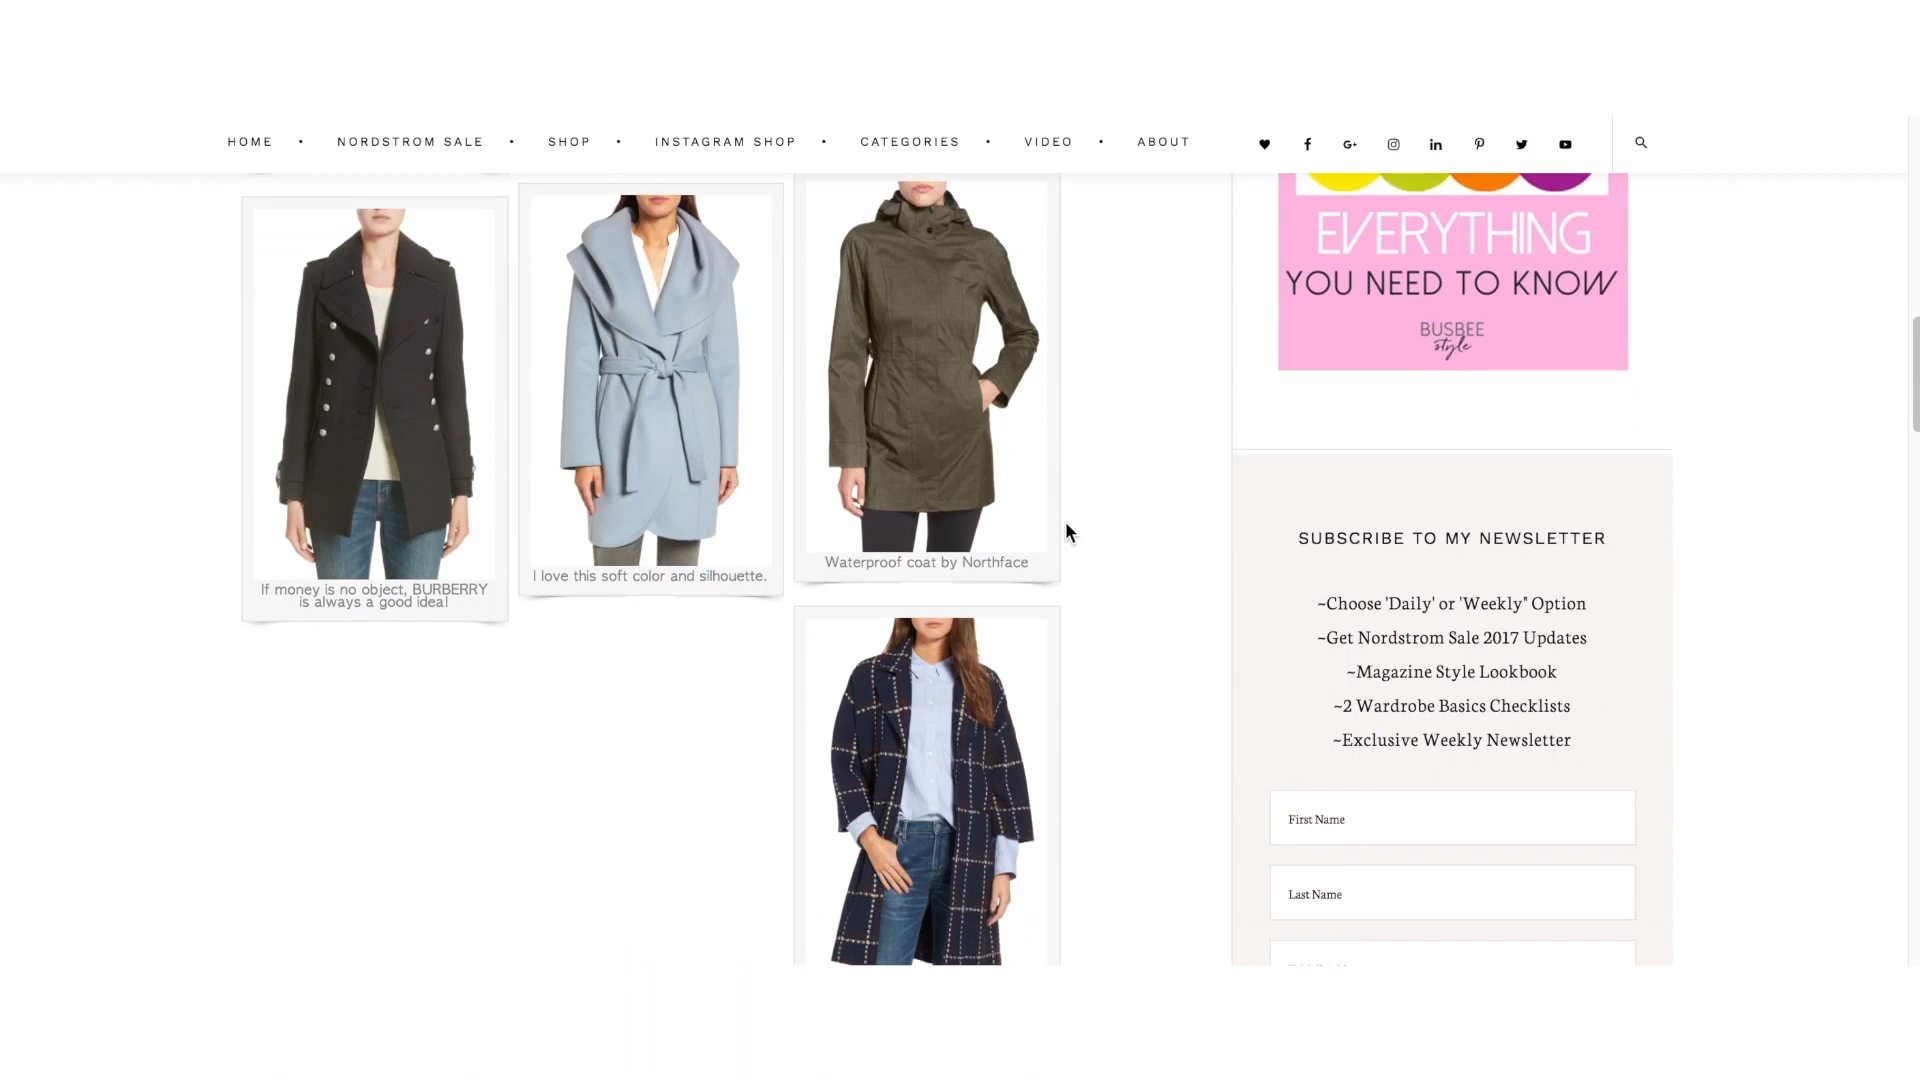 HOME • NORDSTROM SALE • SHOP • INSTAGRAM SHOP • CATEGORIES • VIDEO • ABOUT
EVERYTHING
YOU NEED TO KNOW
BUSBEE
style
If money is no object, BURBERRY
is always a good idea!
I love this soft color and silhouette.
Waterproof coat by Northface
SUBSCRIBE TO MY NEWSLETTER
~Choose 'Daily' or 'Weekly" Option
~Get Nordstrom Sale 2017 Updates
~Magazine Style Lookbook
~2 Wardrobe Basics Checklists
~Exclusive Weekly Newsletter
First Name
Last Name